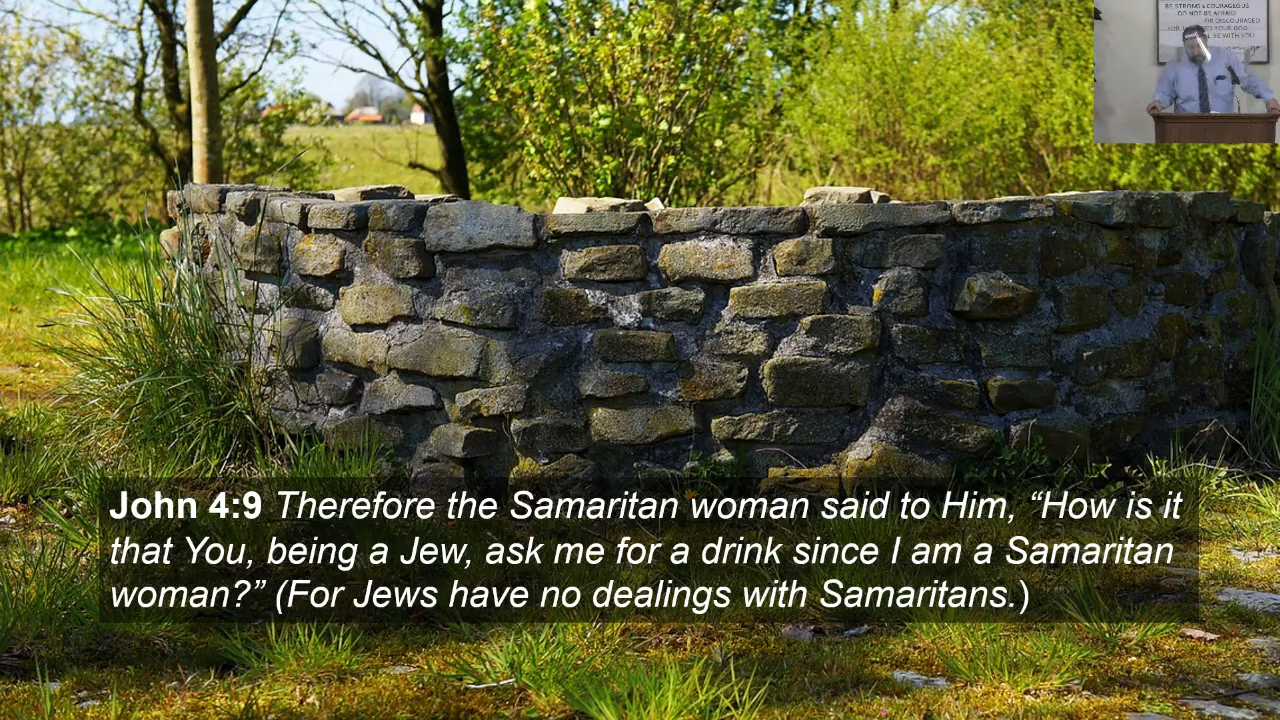 BE STRONG & COURAGEOUS
DO NOT BE AFRAID
OR DISCOURAGED
FOR YOUR GOD
BE WITH YOU
John 4:9 Therefore the Samaritan woman said to Him, “How is it
that You, being a Jew, ask me for a drink since I am a Samaritan
woman?” (For Jews have no dealings with Samaritans.)